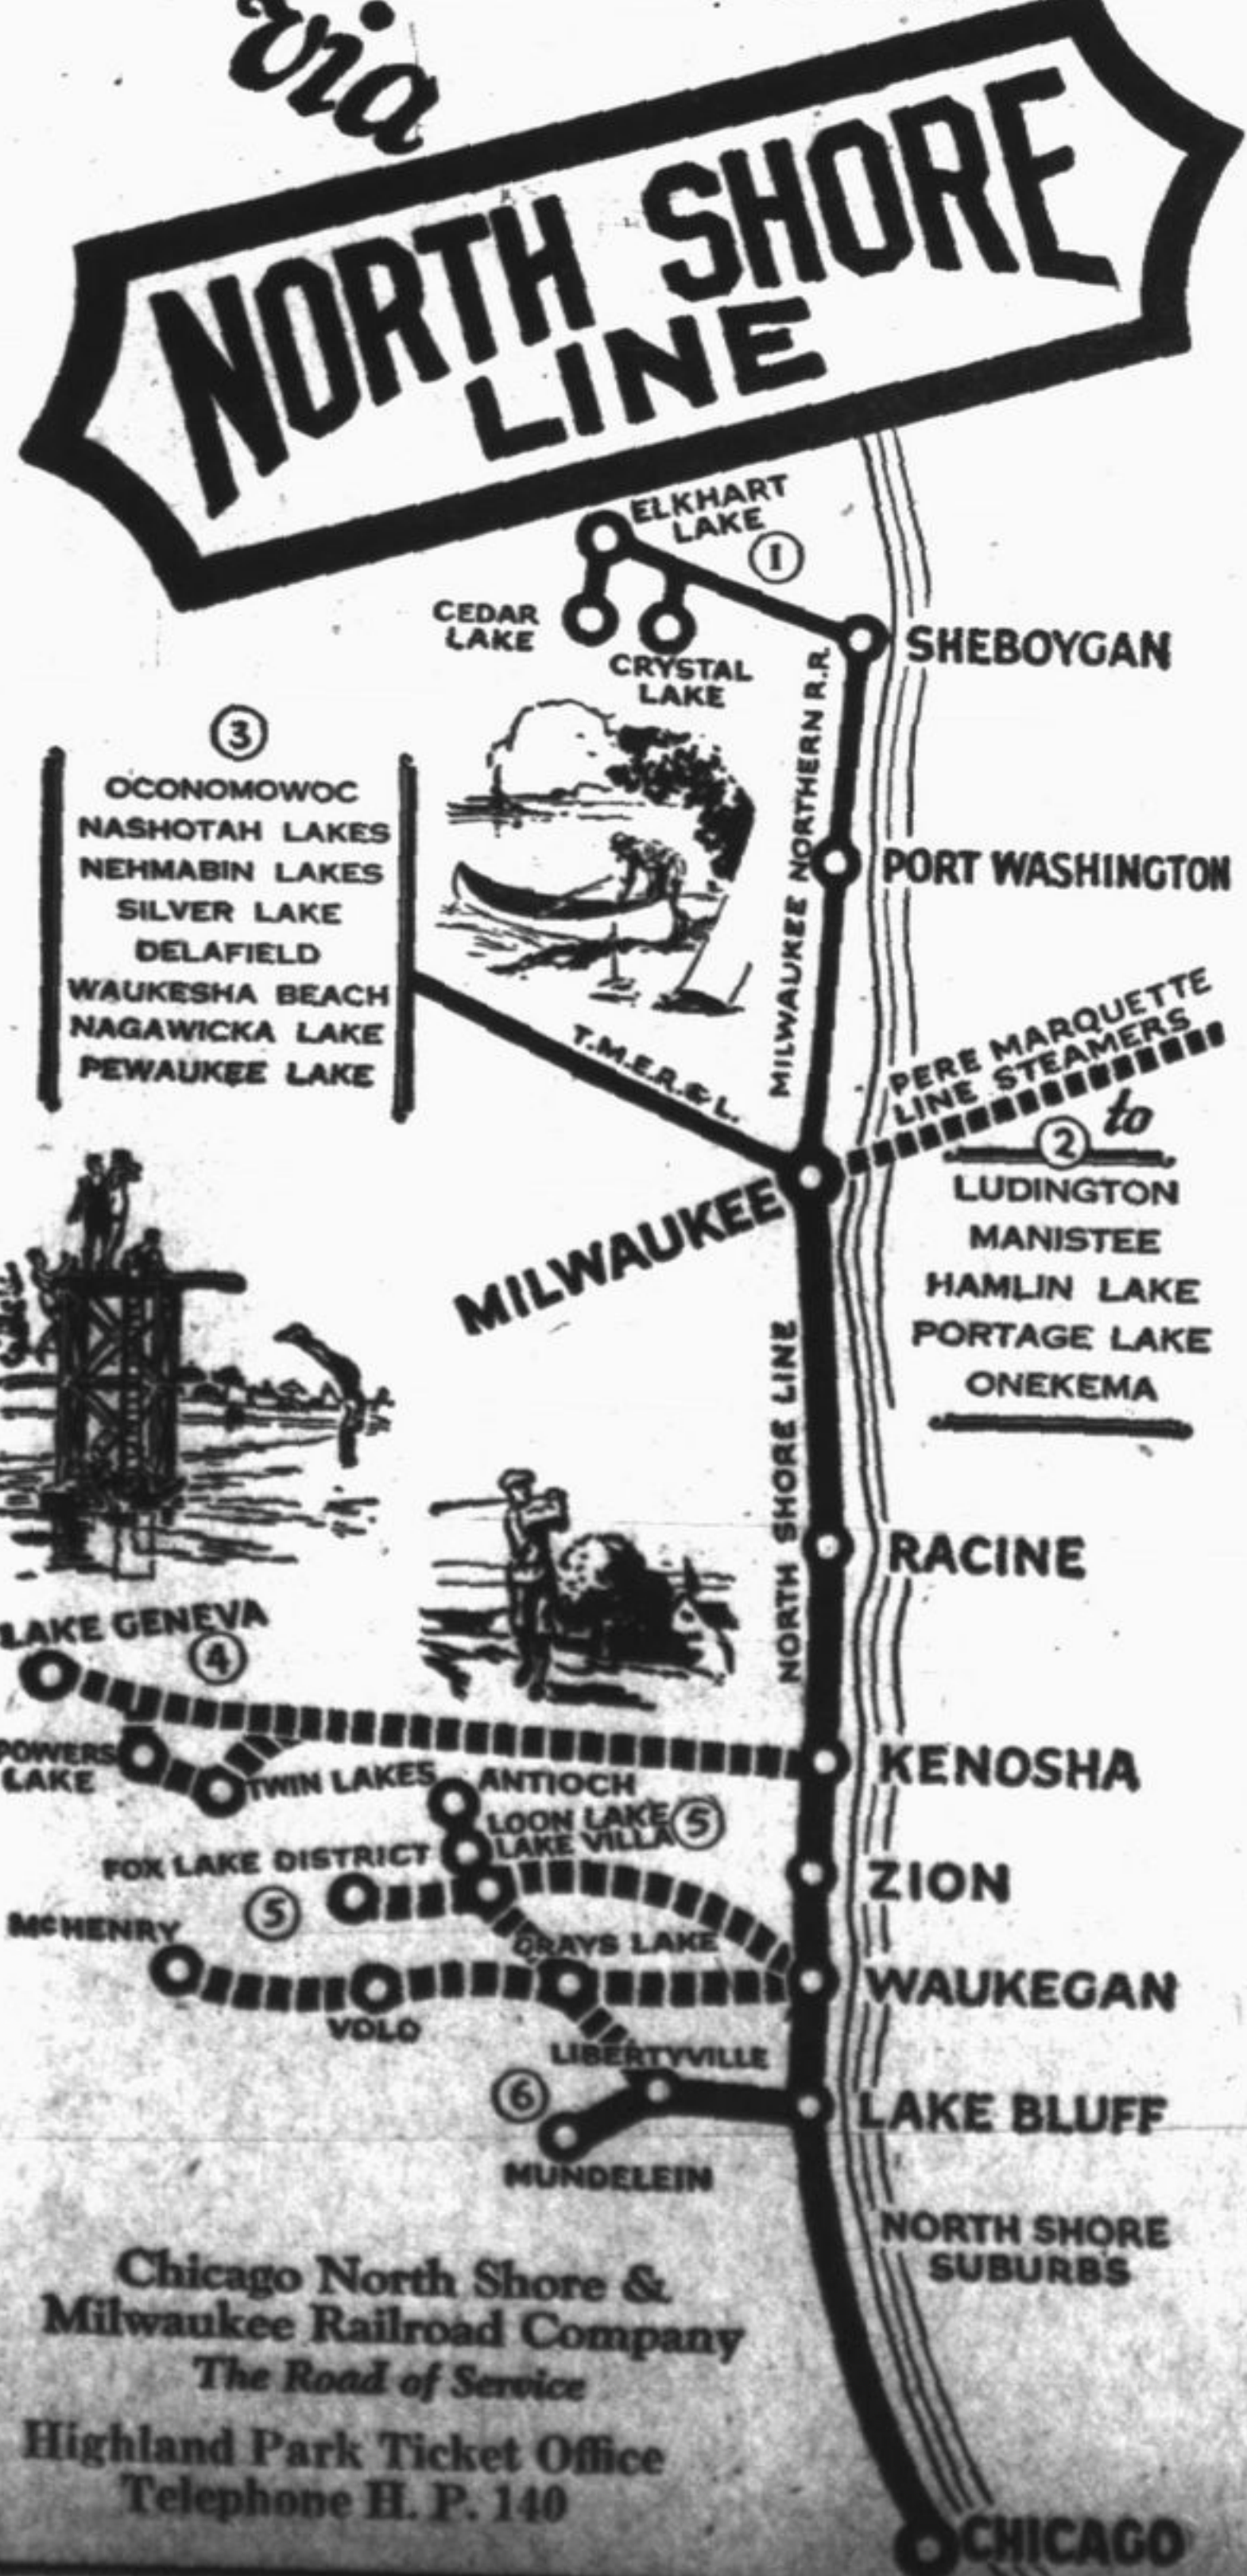 via
NORTH SHORE
LINE
ELKHART
LAKE
1
CEDAR
LAKE
CRYSTAL
LAKE
SHEBOYGAN
MILWAUKEE NORTHERN R.R.
3
OCONOMOWOC
NASHOTAH LAKES
NEHMABIN LAKES
SILVER LAKE
DELAFIELD
WAUKESHA BEACH
NAGAWICKA LAKE
PEWAUKEE LAKE
PORT WASHINGTON
T.M.E.R.& L.
PERE MARQUETTE
LINE STEAMERS
to
2
LUDINGTON
MANISTEE
HAMLIN LAKE
PORTAGE LAKE
ONEKEMA
MILWAUKEE
NORTH SHORE LINE
RACINE
LAKE GENEVA
4
KENOSHA
POWERS
LAKE
TWIN LAKES
ANTIOCH
LOON LAKE
LAKE VILLA
5
FOX LAKE DISTRICT
5
ZION
McHENRY
GRAYS LAKE
WAUKEGAN
VOLO
LIBERTYVILLE
6
LAKE BLUFF
MUNDELEIN
NORTH SHORE
SUBURBS
Chicago North Shore &
Milwaukee Railroad Company
The Road of Service
Highland Park Ticket Office
Telephone H. P. 140
CHICAGO